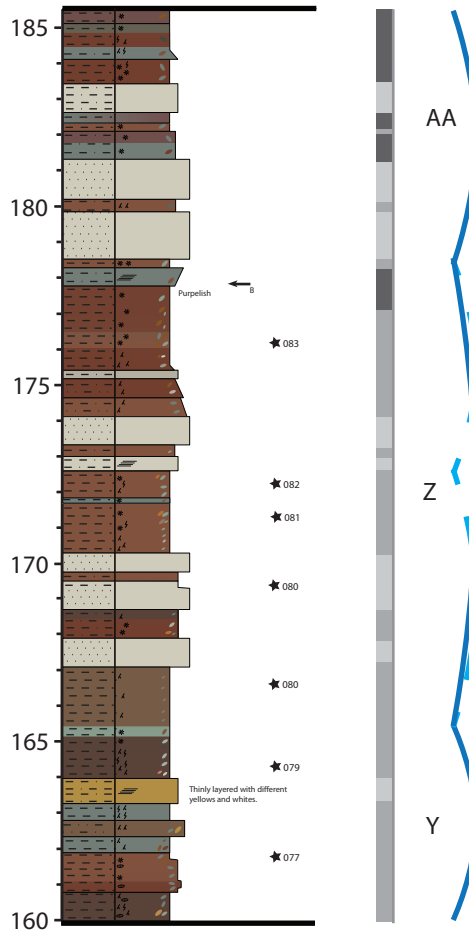 185
AA
180
Purpelish
B
083
175
082
Z
081
170
080
080
165
079
Thinly layered with different
yellows and whites.
Y
077
160